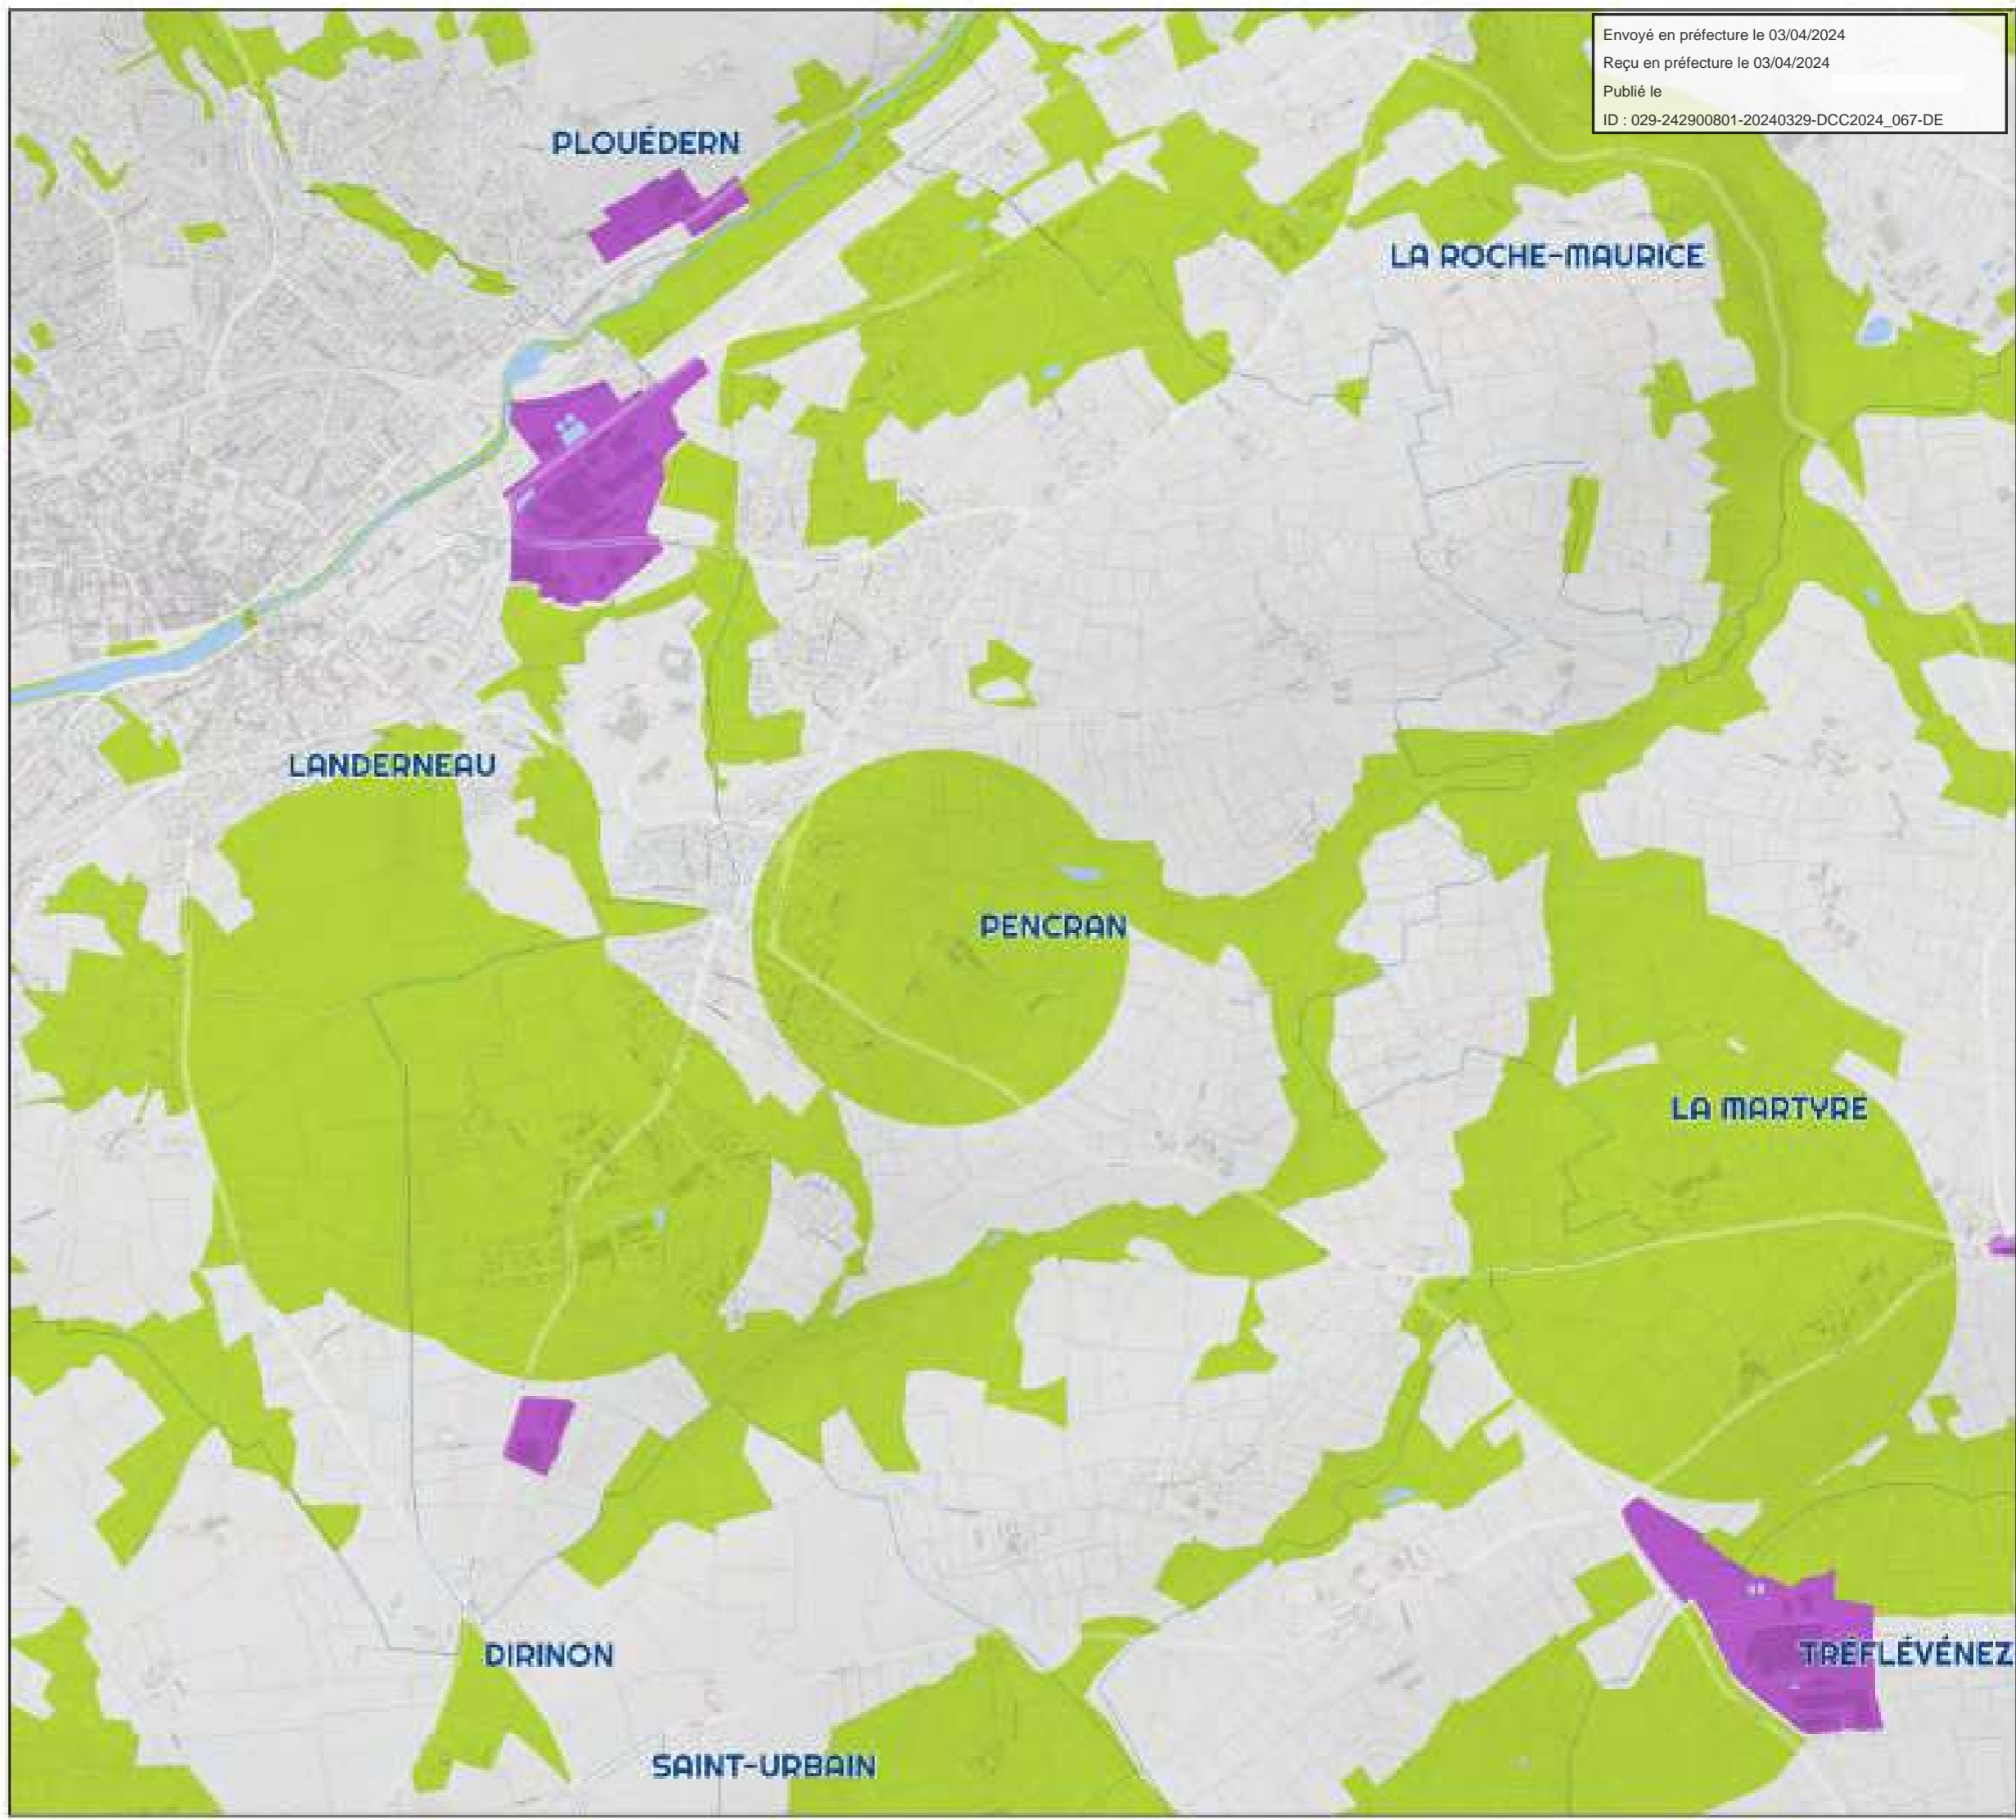 Envoyé en préfecture le 03/04/2024
Reçu en préfecture le 03/04/2024
Publié le
ID : 029-242900801-20240329-DCC2024_067-DE
PLOUÉDERN
LA ROCHE-MAURICE
LANDERNEAU
PENCRAN
LA MARTYRE
DIRINON
TRÉFLÉVÉNEZ
SAINT-URBAIN